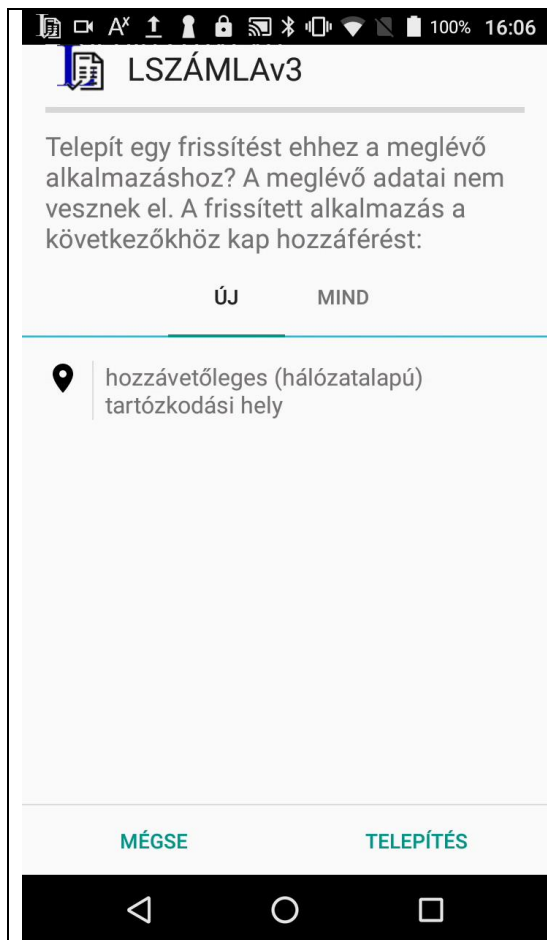 100% 16:06
LSZÁMLAv3
Telepít egy frissítést ehhez a meglévő
alkalmazáshoz? A meglévő adatai nem
vesznek el. A frissített alkalmazás a
következőkhöz kap hozzáférést:
ÚJ MIND
hozzávetőleges (hálózatalapú)
tartózkodási hely
MÉGSE TELEPÍTÉS